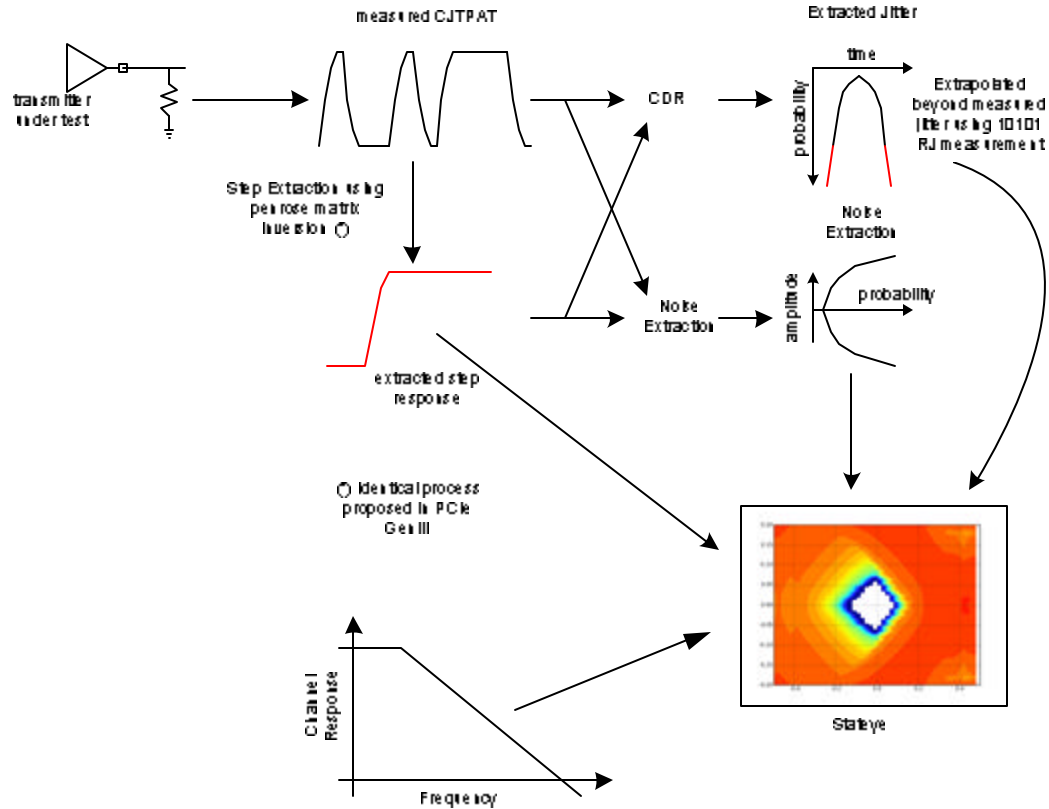 measured CJTPAT
Extracted Jitter
transmitter
under test
CDR
time
probability
Extrapolated
beyond measured
jitter using 10101
RJ measurement
Step Extraction using
penrose matrix
Inversion
Noise
Extraction
amplitude
probability
Noise
Extraction
extracted step
response
Identical process
proposed in PCIe
Gen III
Channel
Response
Frequency
Stateye